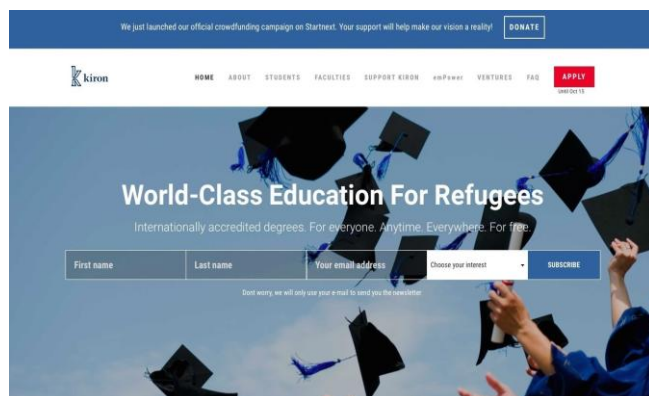 We just launched our official crowdfunding campaign on Startnext. Your support will help make our vision a reality! DONATE
kiron HOME ABOUT STUDENTS FACULTIES SUPPORT KIRON emPower VENTURES FAQ APPLY
Until Oct 15
World-Class Education For Refugees
Internationally accredited degrees. For everyone. Anytime. Everywhere. For free.
First name Last name Your email address Choose your interest SUBSCRIBE
Dont worry, we will only use your e-mail to send you the newsletter